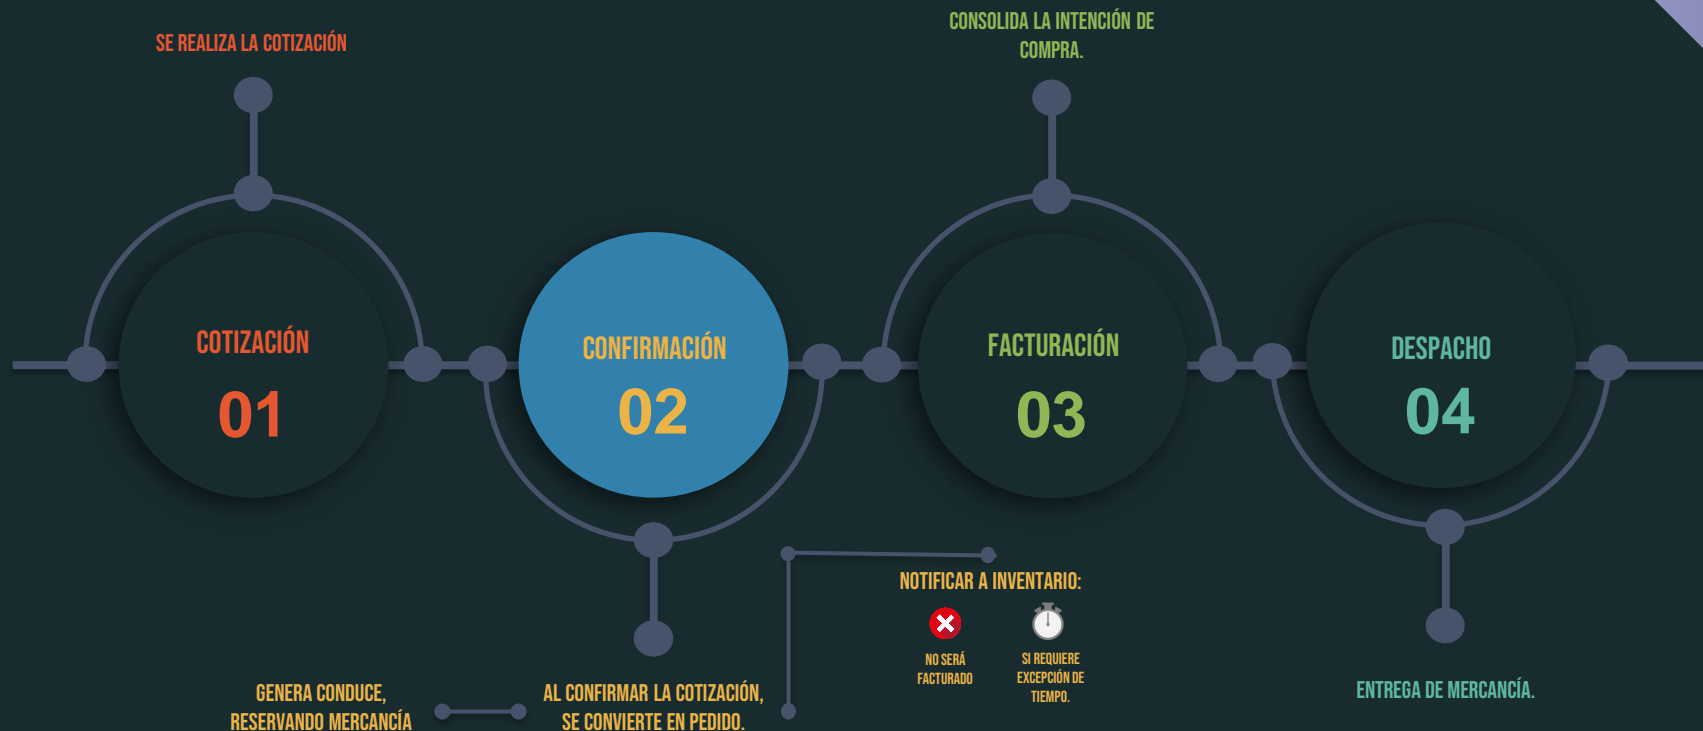 SE REALIZA LA COTIZACIÓN
CONSOLIDA LA INTENCIÓN DE
COMPRA.
COTIZACIÓN
01
CONFIRMACIÓN
02
FACTURACIÓN
03
DESPACHO
04
GENERA CONDUCE,
RESERVANDO MERCANCÍA
AL CONFIRMAR LA COTIZACIÓN,
SE CONVIERTE EN PEDIDO.
NOTIFICAR A INVENTARIO:
NO SERÁ
FACTURADO
SI REQUIERE
EXCEPCIÓN DE
TIEMPO.
ENTREGA DE MERCANCÍA.